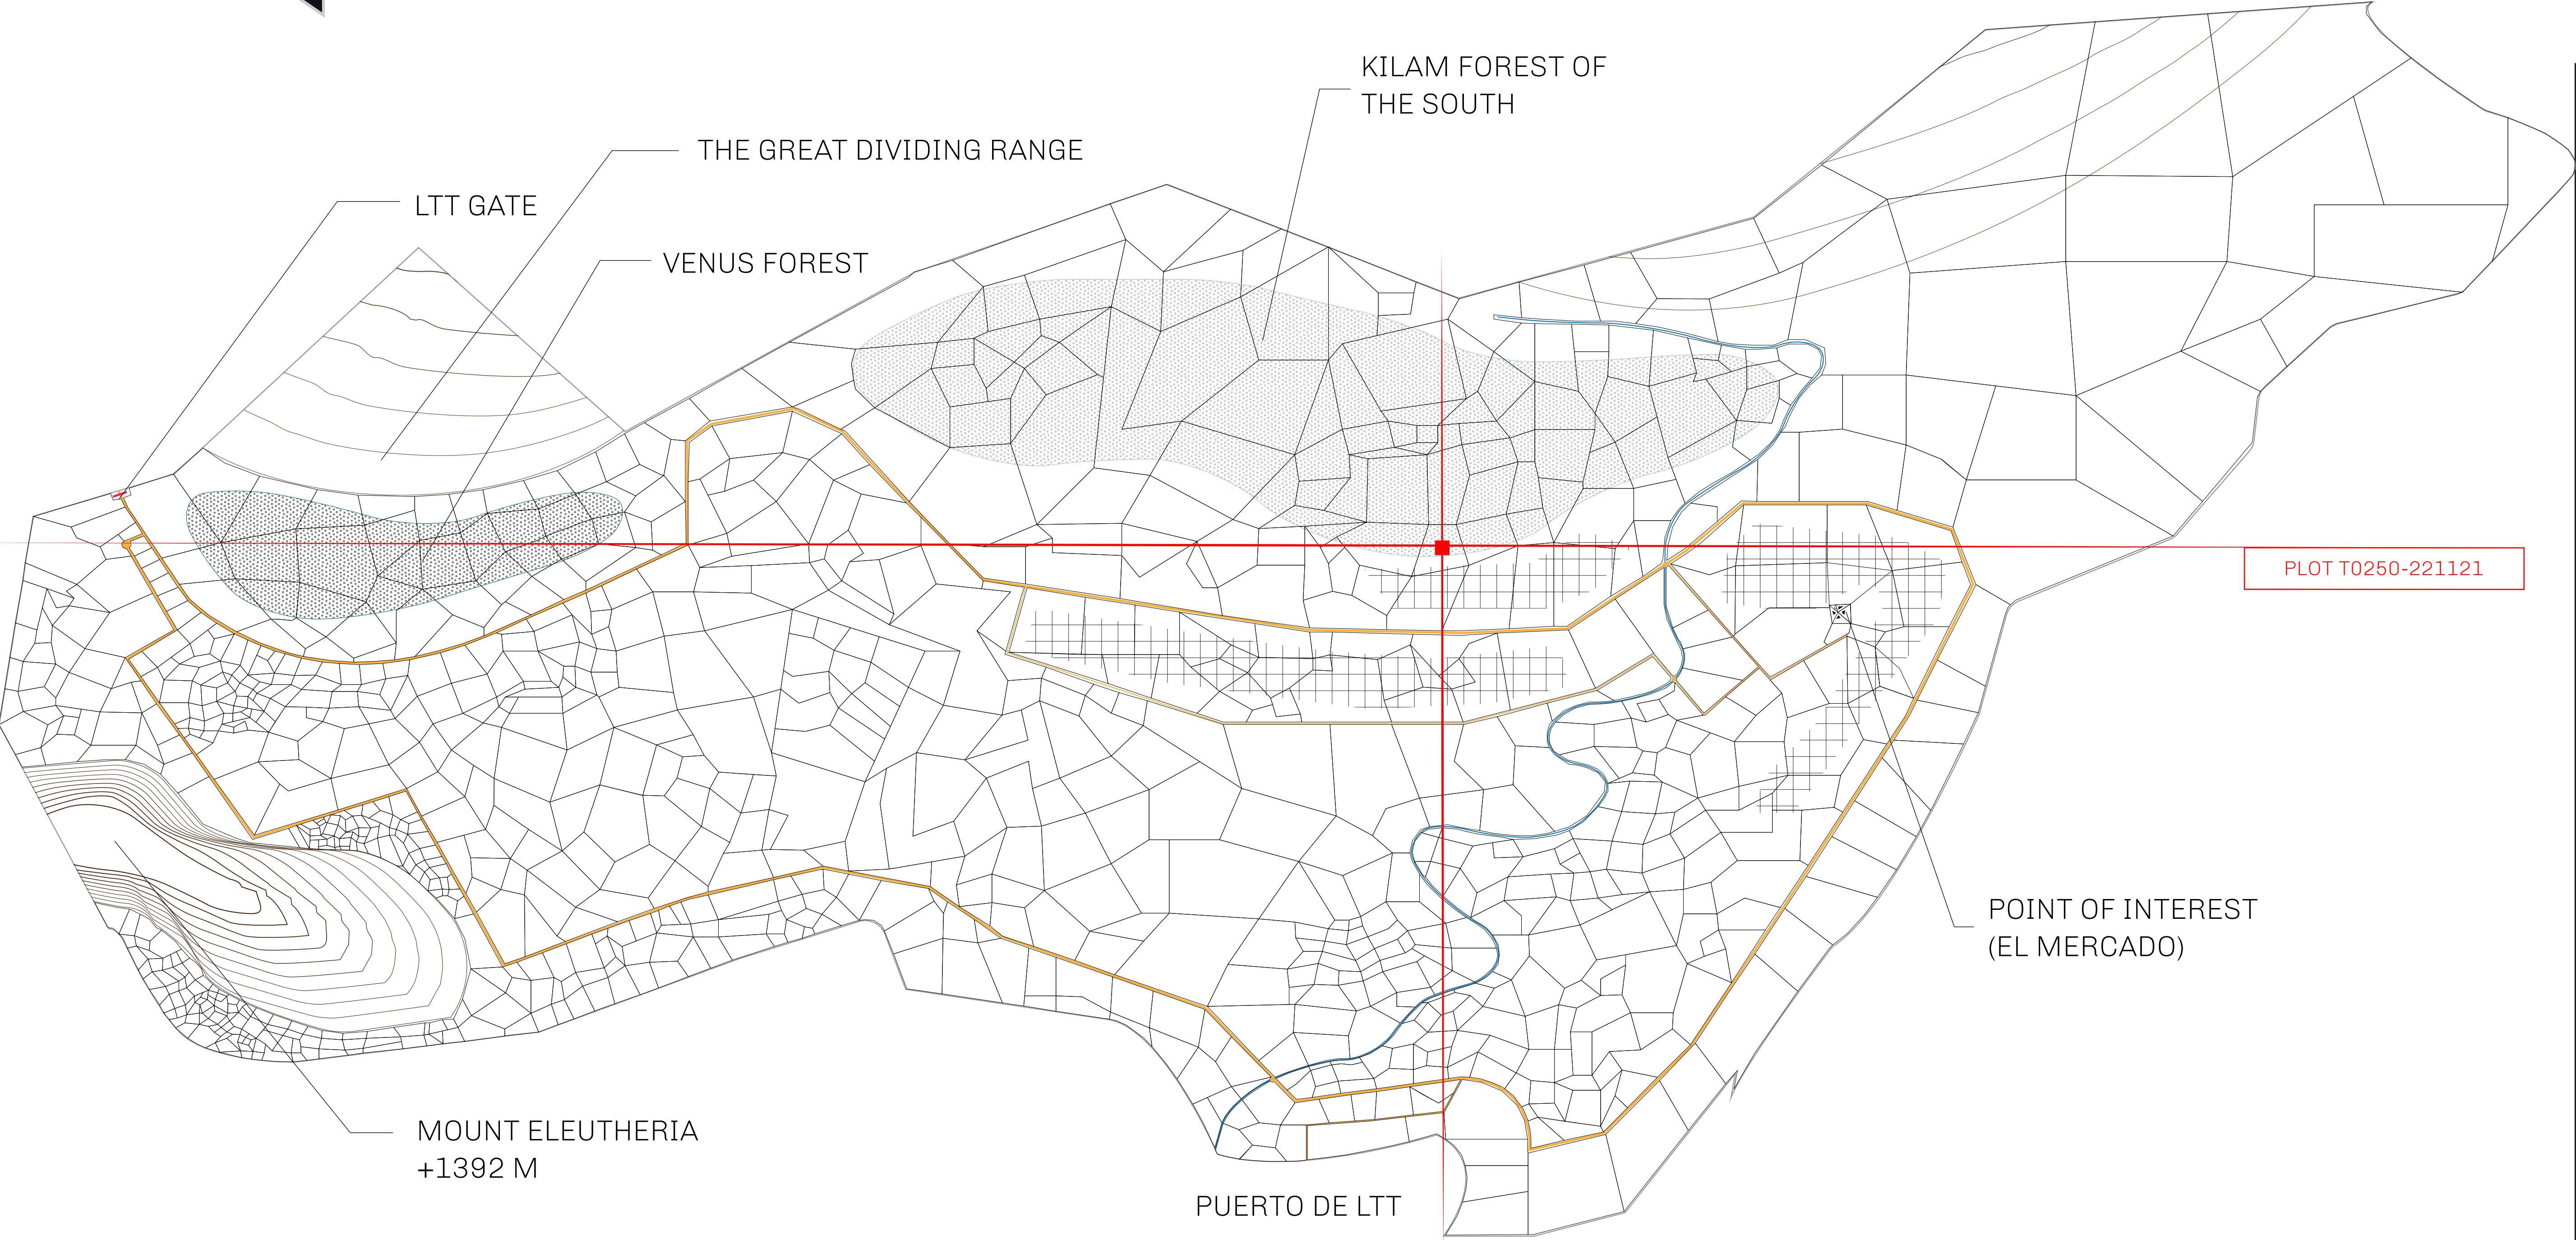 KILAM FOREST OF
THE SOUTH
THE GREAT DIVIDING RANGE
LTT GATE
VENUS FOREST
PLOT T0250-221121
POINT OF INTEREST
(EL MERCADO)
MOUNT ELEUTHERIA
+1392 M
PUERTO DE LTT